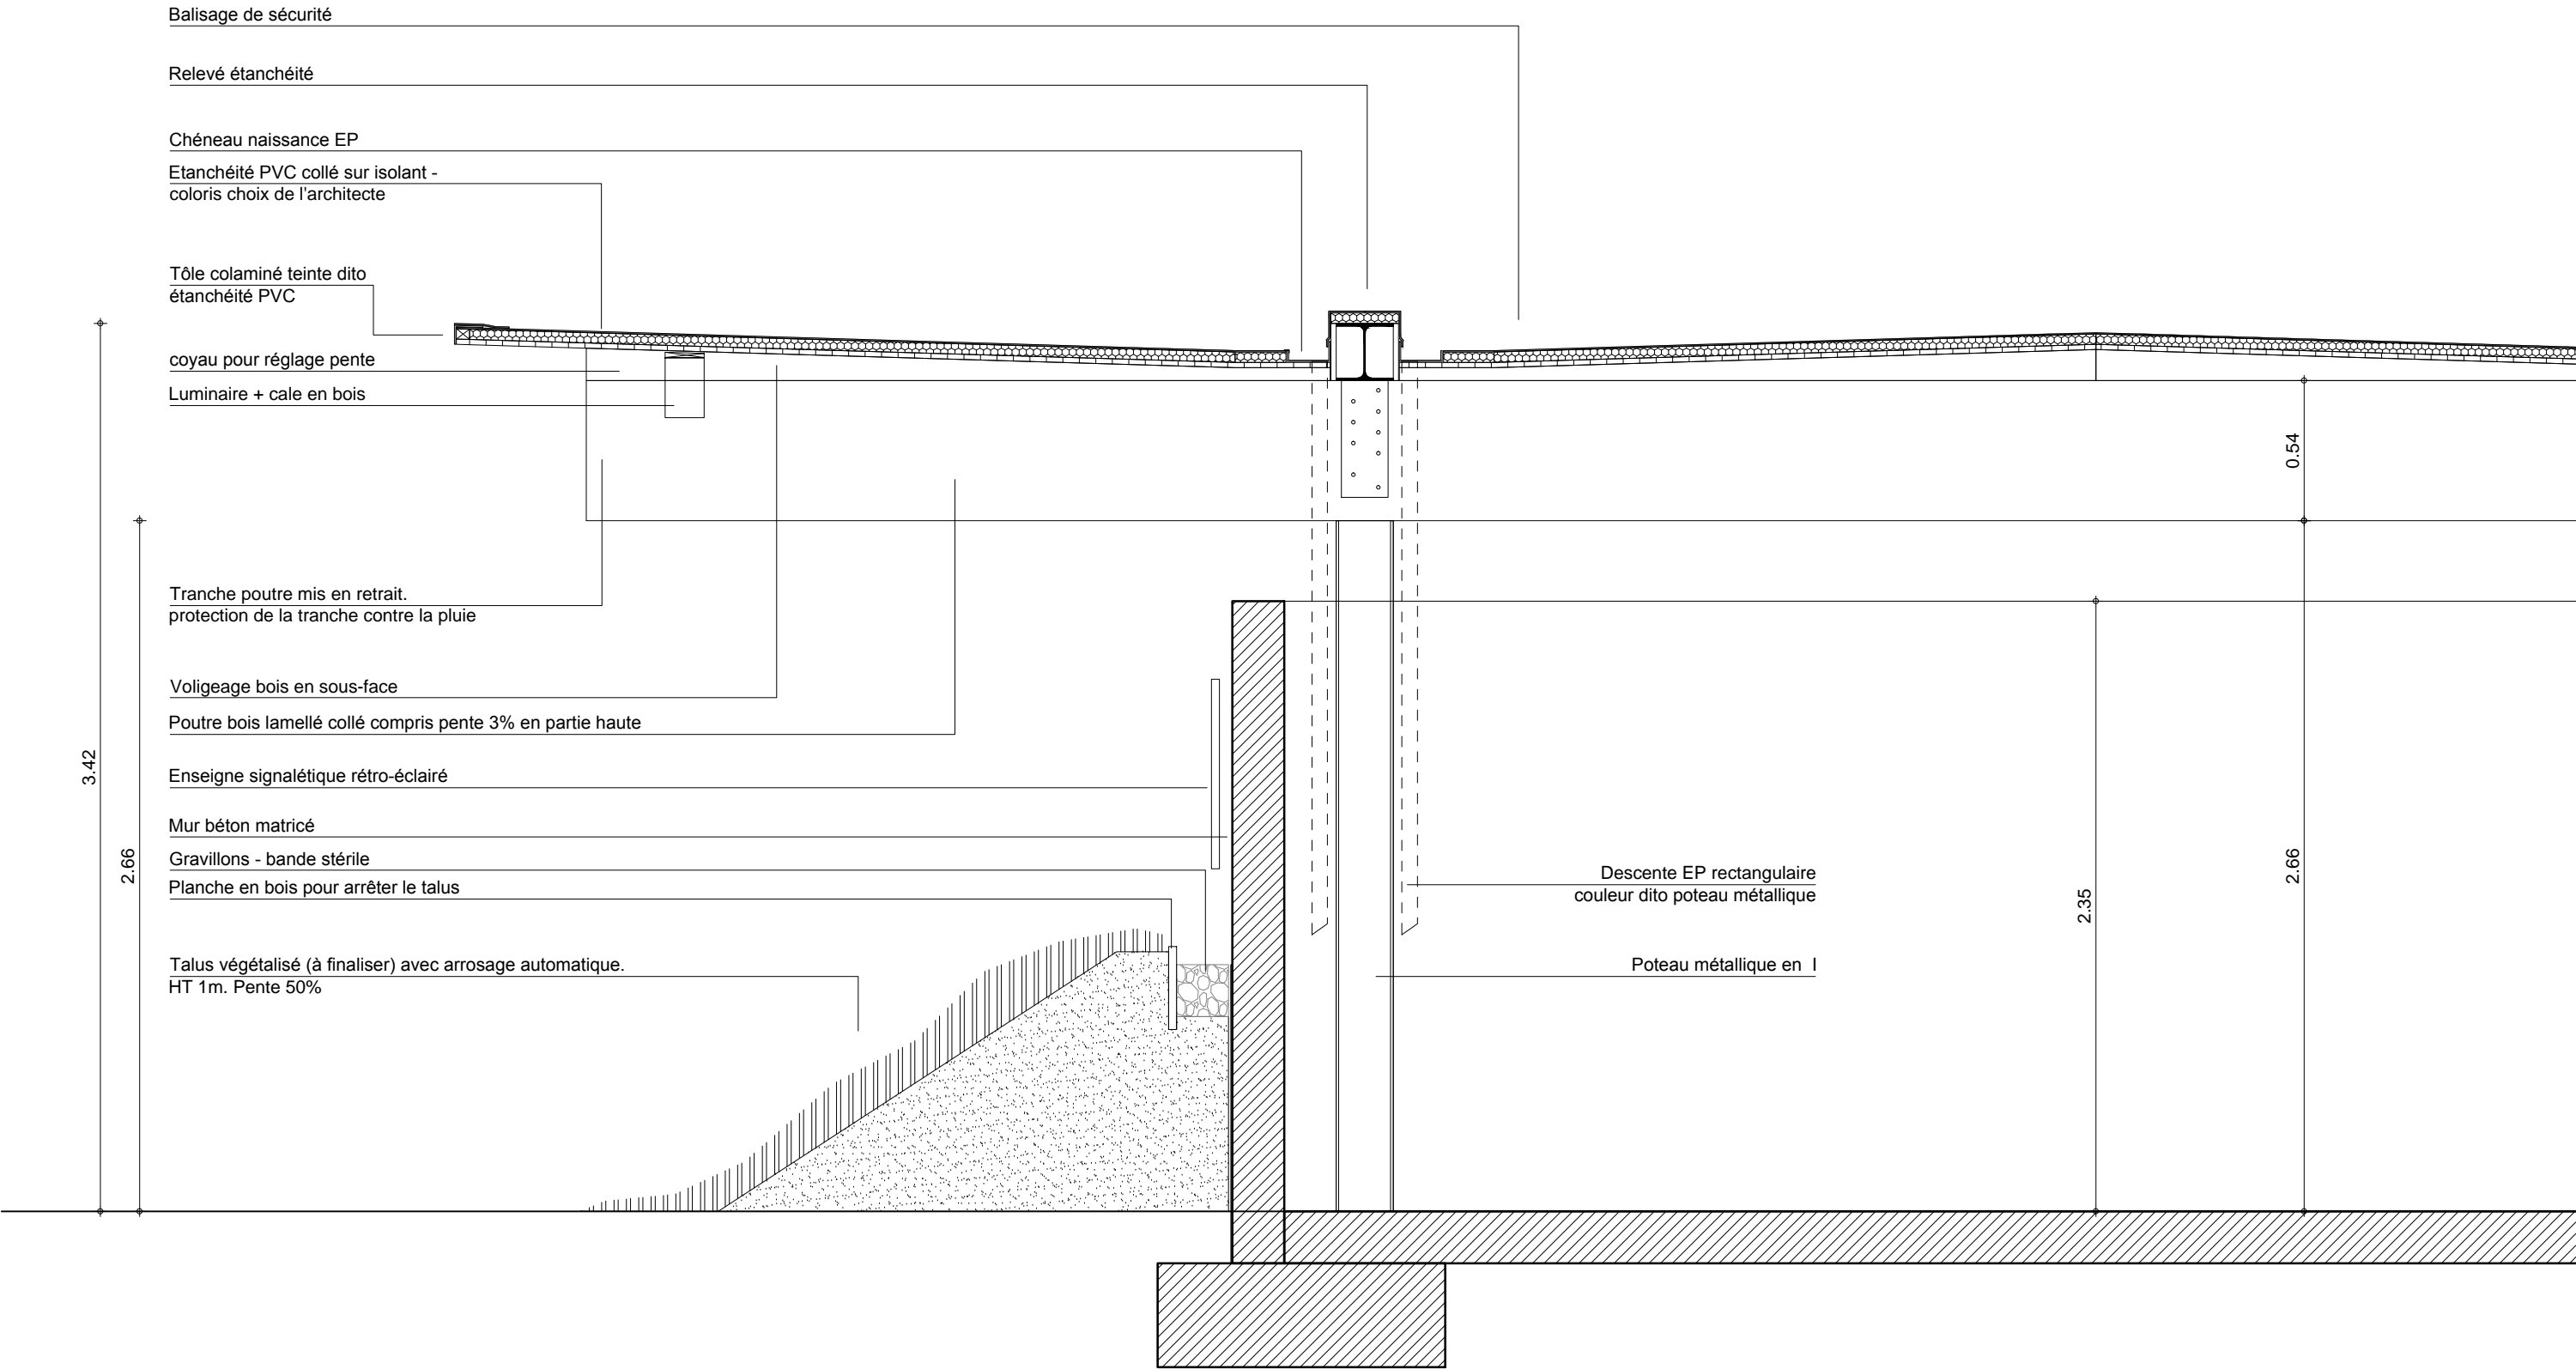 Balisage de sécurité
Relevé étanchéité
Chéneau naissance EP
Etanchéité PVC collé sur isolant -
coloris choix de l'architecte
Tôle colaminé teinte dito
étanchéité PVC
coyau pour réglage pente
Luminaire + cale en bois
0.54
Tranche poutre mis en retrait.
protection de la tranche contre la pluie
Voligeage bois en sous-face
Poutre bois lamellé collé compris pente 3% en partie haute
3.42
Enseigne signalétique rétro-éclairé
Mur béton matricé
Gravillons - bande stérile
2.66
Planche en bois pour arrêter le talus
Descente EP rectangulaire
couleur dito poteau métallique
2.35
2.66
Talus végétalisé (à finaliser) avec arrosage automatique.
HT 1m. Pente 50%
Poteau métallique en I